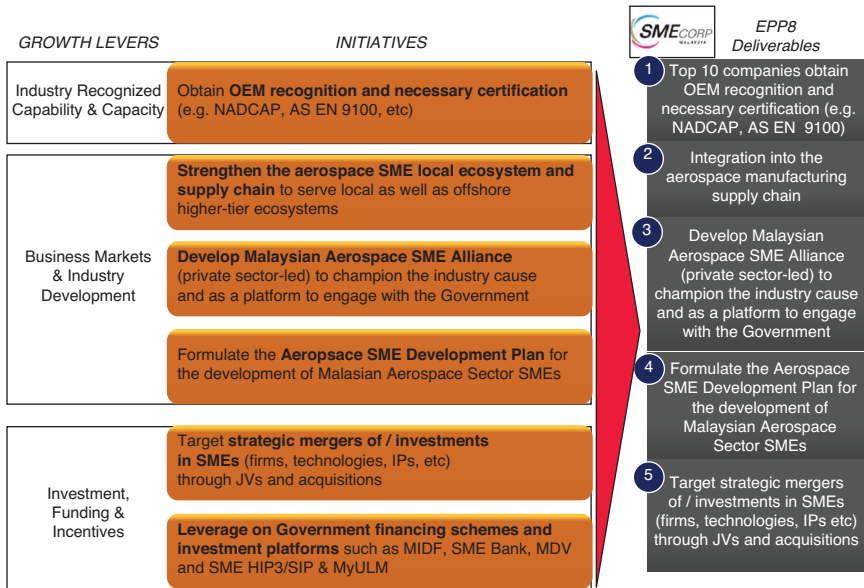 GROWTH LEVERS
INITIATIVES
SMECORP
MALAYSIA
EPP8
Deliverables
Industry Recognized
Capability & Capacity
Obtain OEM recognition and necessary certification
(e.g. NADCAP, AS EN 9100, etc)
Business Markets
& Industry
Development
Strengthen the aerospace SME local ecosystem and
supply chain to serve local as well as offshore
higher-tier ecosystems
Develop Malaysian Aerospace SME Alliance
(private sector-led) to champion the industry cause
and as a platform to engage with the Government
Formulate the Aeropsace SME Development Plan for
the development of Malasian Aerospace Sector SMEs
Investment,
Funding &
Incentives
Target strategic mergers of / investments
in SMEs (firms, technologies, IPs, etc)
through JVs and acquisitions
Leverage on Government financing schemes and
investment platforms such as MIDF, SME Bank, MDV
and SME HIP3/SIP & MyULM
1
Top 10 companies obtain
OEM recognition and
necessary certification (e.g.
NADCAP, AS EN 9100)
2
Integration into the
aerospace manufacturing
supply chain
3
Develop Malaysian
Aerospace SME Alliance
(private sector-led) to
champion the industry cause
and as a platform to engage
with the Government
4
Formulate the Aerospace
SME Development Plan for
the development of
Malaysian Aerospace
Sector SMEs
5
Target strategic mergers
of / investments in SMEs
(firms, technologies, IPs etc)
through JVs and acquisitions